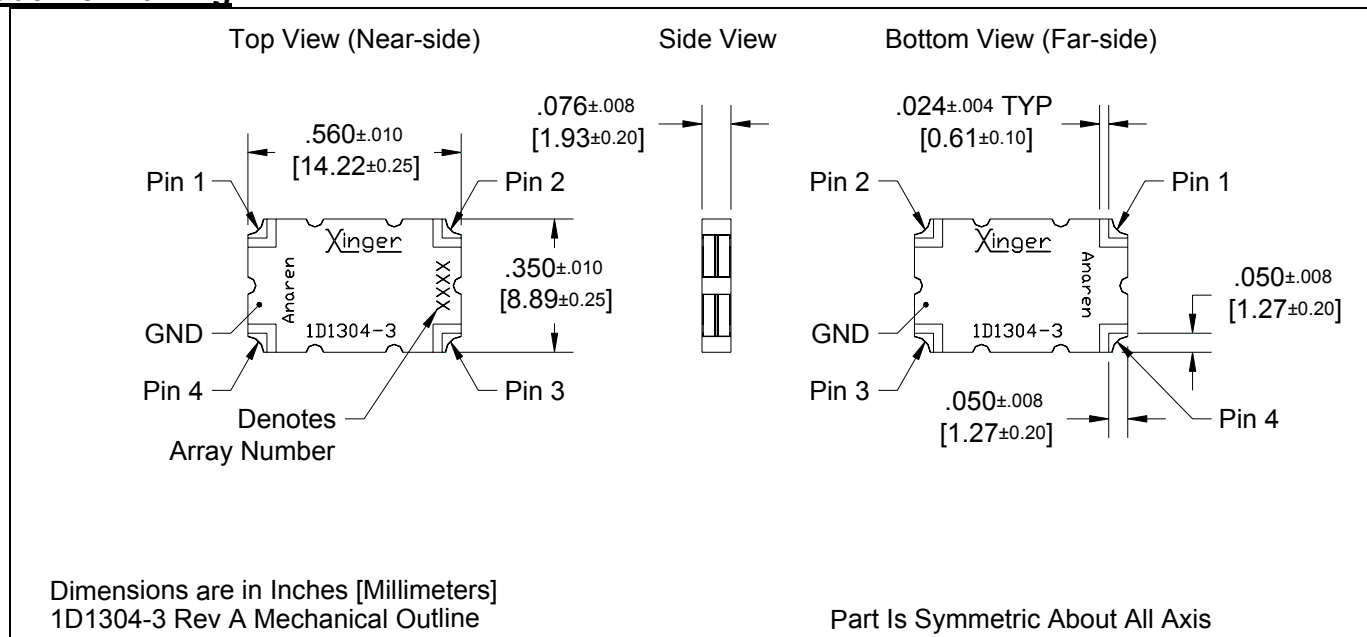 Top View (Near-side)
Side View
Bottom View (Far-side)
.560±.010
[14.22±0.25]
.076±.008
[1.93±0.20]
.024±.004 TYP
[0.61±0.10]
Pin 1
Pin 2
Pin 2
Pin 1
Xinger
Anaren
XXXX
1D1304-3
GND
.350±.010
[8.89±0.25]
Xinger
Anaren
1D1304-3
GND
.050±.008
[1.27±0.20]
Pin 4
Pin 3
Denotes
Array Number
Pin 3
.050±.008
[1.27±0.20]
Pin 4
Dimensions are in Inches [Millimeters]
1D1304-3 Rev A Mechanical Outline
Part Is Symmetric About All Axis